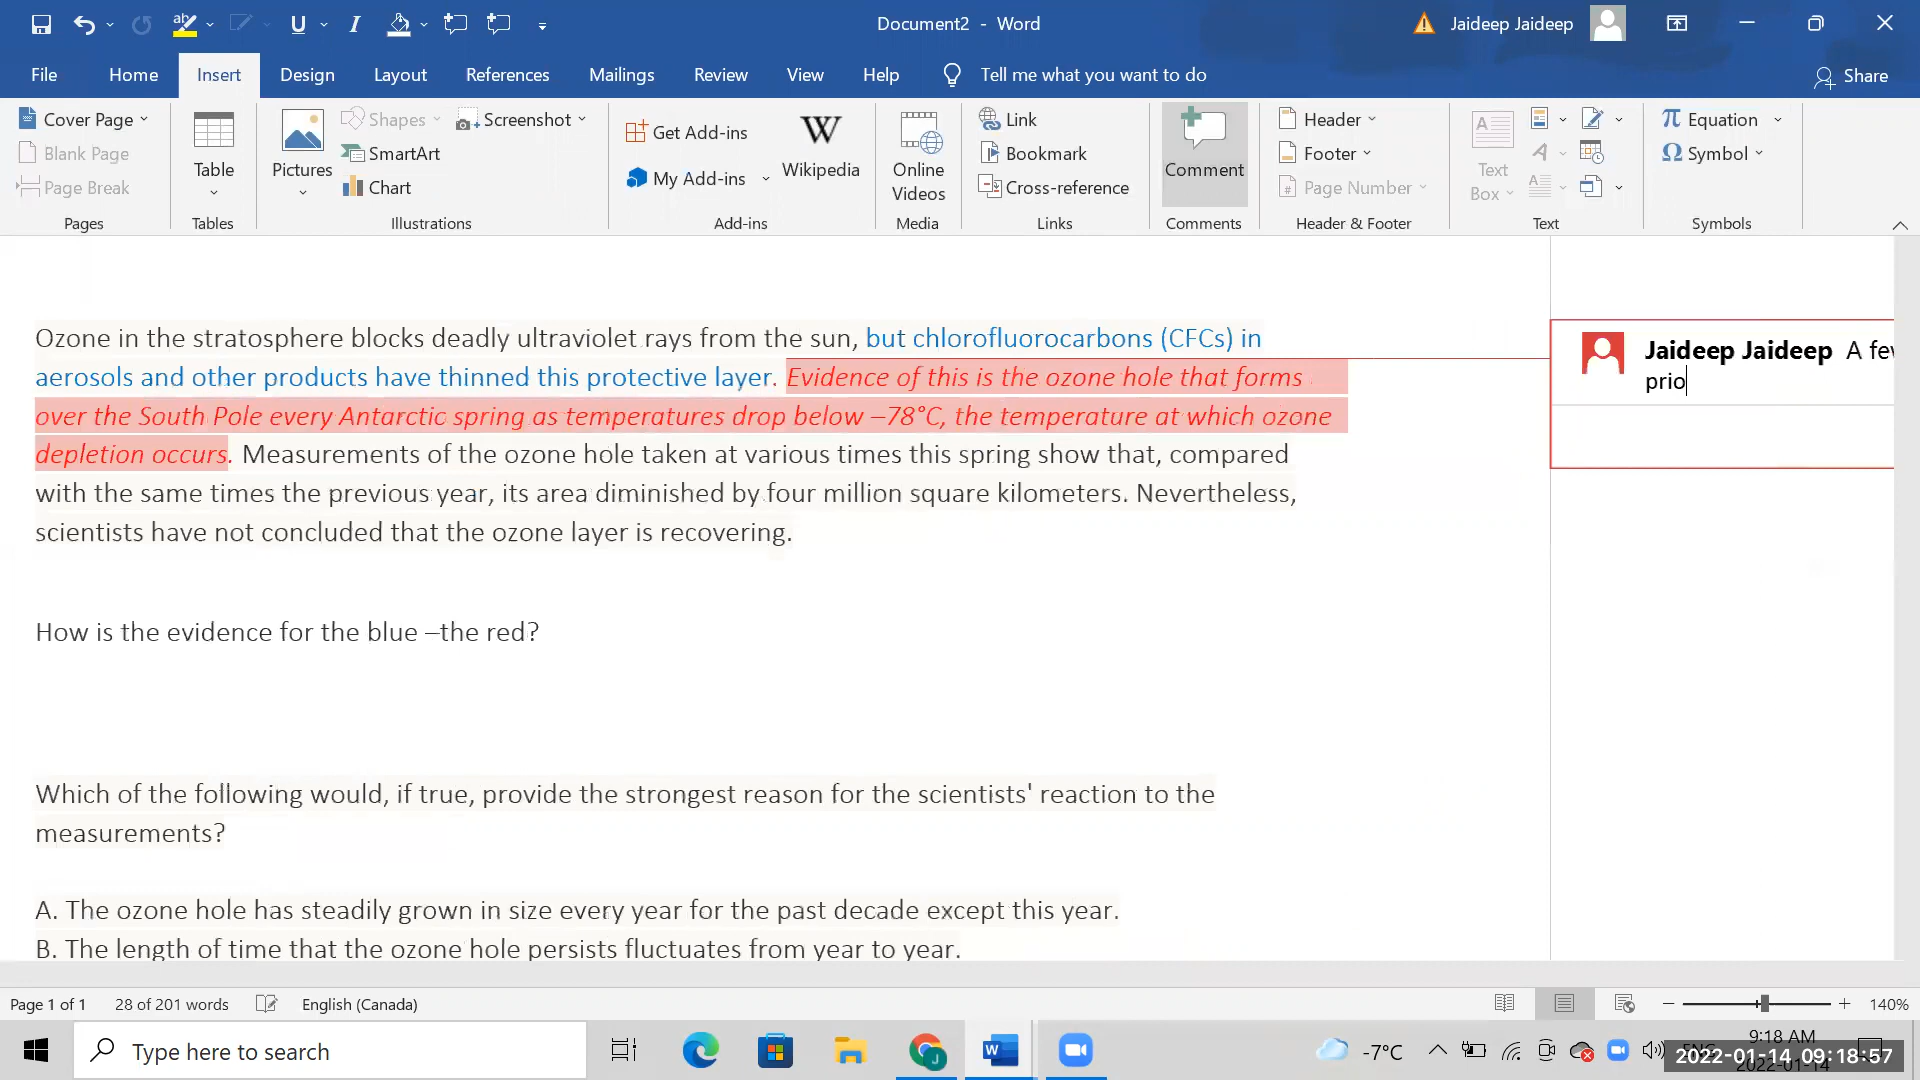 Document2 - Word
Jaideep Jaideep
File Home Insert Design Layout References Mailings Review View Help Tell me what you want to do Share
Cover Page
Blank Page
Page Break
Pages
Table
Tables
Pictures
Shapes
SmartArt
Chart
Screenshot
Illustrations
Get Add-ins
My Add-ins
Wikipedia
Add-ins
Online
Videos
Media
Link
Bookmark
Cross-reference
Links
Comment
Comments
Header
Footer
Page Number
Header & Footer
Text
Box
Text
Equation
Symbol
Symbols
Ozone in the stratosphere blocks deadly ultraviolet rays from the sun, but chlorofluorocarbons (CFCs) in
aerosols and other products have thinned this protective layer. Evidence of this is the ozone hole that forms
over the South Pole every Antarctic spring as temperatures drop below –78°C, the temperature at which ozone
depletion occurs. Measurements of the ozone hole taken at various times this spring show that, compared
with the same times the previous year, its area diminished by four million square kilometers. Nevertheless,
scientists have not concluded that the ozone layer is recovering.
Jaideep Jaideep A few
prio
How is the evidence for the blue –the red?
Which of the following would, if true, provide the strongest reason for the scientists' reaction to the
measurements?
A. The ozone hole has steadily grown in size every year for the past decade except this year.
B. The length of time that the ozone hole persists fluctuates from year to year.
Page 1 of 1 28 of 201 words English (Canada) 140%
Type here to search
-7°C
9:18 AM
2022-01-14 09:18:57